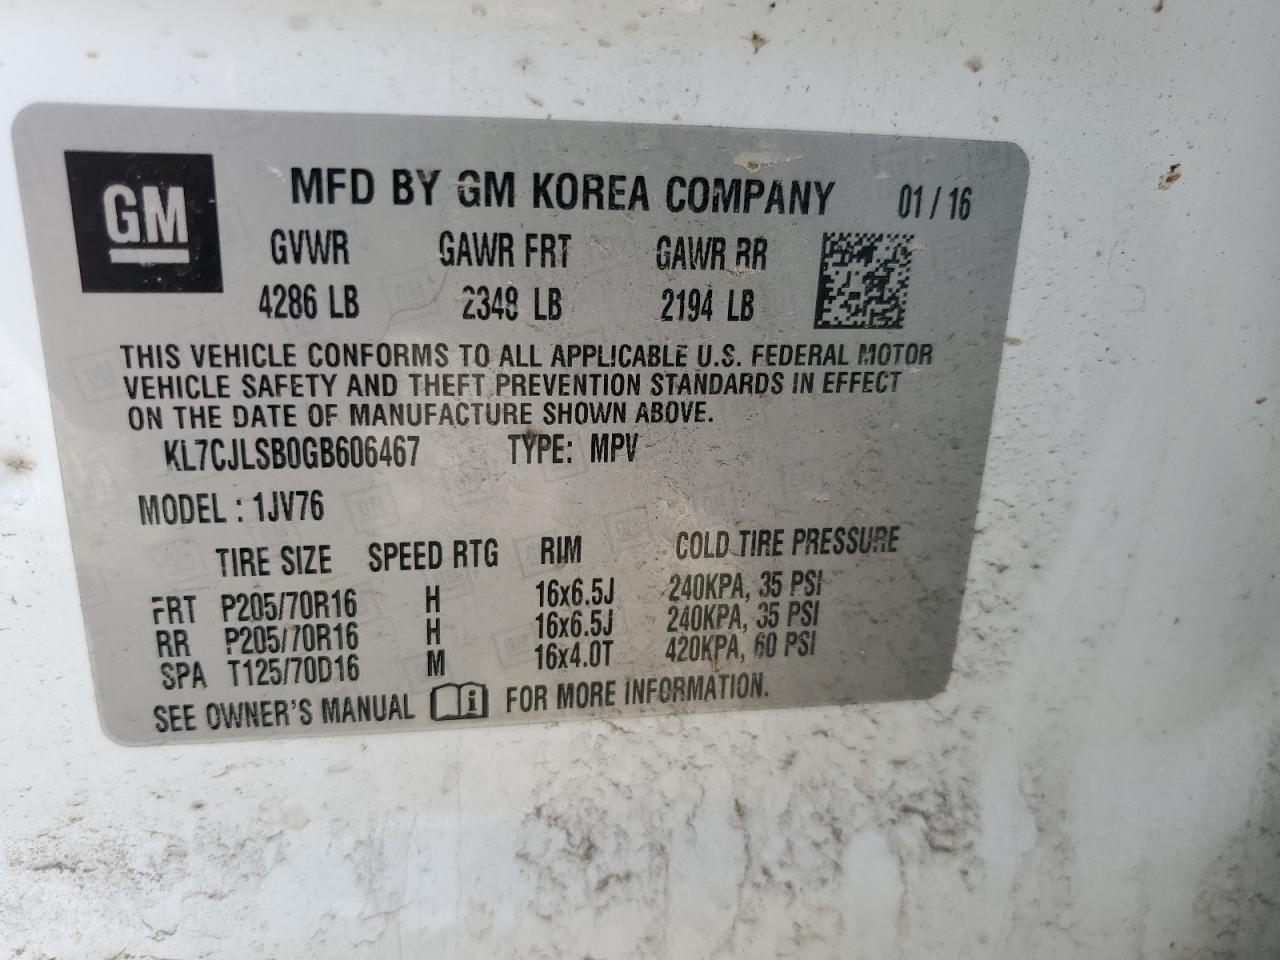 GM
MFD BY GM KOREA COMPANY 01 / 16
GVWR GAWR FRT GAWR RR
4286 LB 2348 LB 2194 LB
THIS VEHICLE CONFORMS TO ALL APPLICABLE U.S. FEDERAL MOTOR
VEHICLE SAFETY AND THEFT PREVENTION STANDARDS IN EFFECT
ON THE DATE OF MANUFACTURE SHOWN ABOVE.
KL7CJLSB0GB606467 TYPE: MPV
MODEL : 1JV76
TIRE SIZE SPEED RTG RIM COLD TIRE PRESSURE
FRT P205/70R16 H 16x6.5J 240KPA, 35 PSI
RR P205/70R16 H 16x6.5J 240KPA, 35 PSI
SPA T125/70D16 M 16x4.0T 420KPA, 60 PSI
SEE OWNER'S MANUAL i FOR MORE INFORMATION.